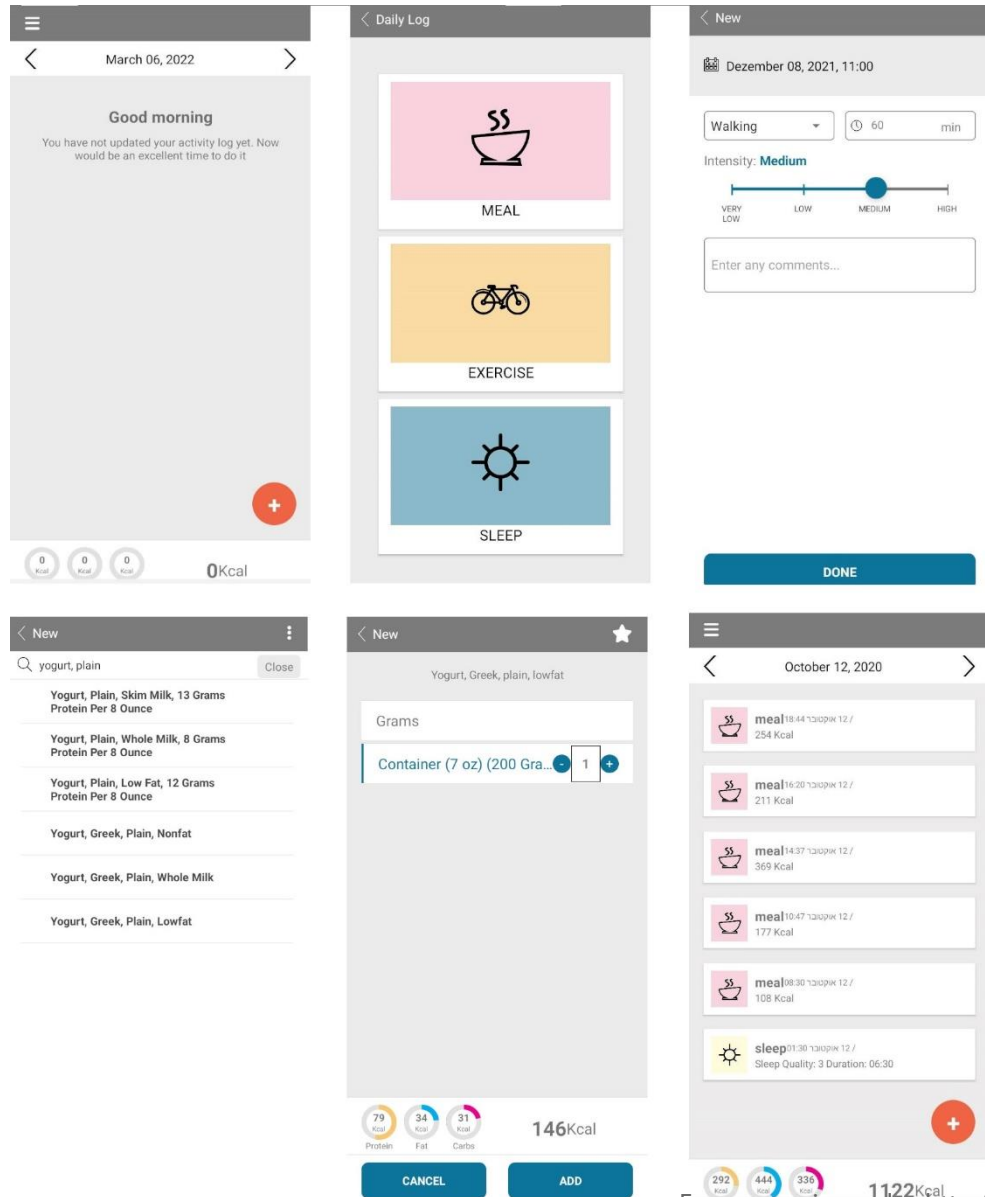 March 06, 2022
Good morning
You have not updated your activity log yet. Now
would be an excellent time to do it
+
0
Kcal
0
Kcal
0
Kcal
0Kcal
Daily Log
MEAL
EXERCISE
SLEEP
New
Dezember 08, 2021, 11:00
Walking
60
min
Intensity: Medium
VERY
LOW
LOW
MEDIUM
HIGH
Enter any comments...
DONE
New
yogurt, plain
Close
Yogurt, Plain, Skim Milk, 13 Grams
Protein Per 8 Ounce
Yogurt, Plain, Whole Milk, 8 Grams
Protein Per 8 Ounce
Yogurt, Plain, Low Fat, 12 Grams
Protein Per 8 Ounce
Yogurt, Greek, Plain, Nonfat
Yogurt, Greek, Plain, Whole Milk
Yogurt, Greek, Plain, Lowfat
New
Yogurt, Greek, plain, lowfat
Grams
Container (7 oz) (200 Gra... - 1 +
79
Kcal
Protein
34
Kcal
Fat
31
Kcal
Carbs
146Kcal
CANCEL
ADD
October 12, 2020
meal 18:44 אוקטובר 12 /
254 Kcal
meal 16:20 אוקטובר 12 /
211 Kcal
meal 14:37 אוקטובר 12 /
369 Kcal
meal 10:47 אוקטובר 12 /
177 Kcal
meal 08:30 אוקטובר 12 /
108 Kcal
sleep 01:30 אוקטובר 12 /
Sleep Quality: 3 Duration: 06:30
+
292
Kcal
444
Kcal
336
Kcal
1122Kcal